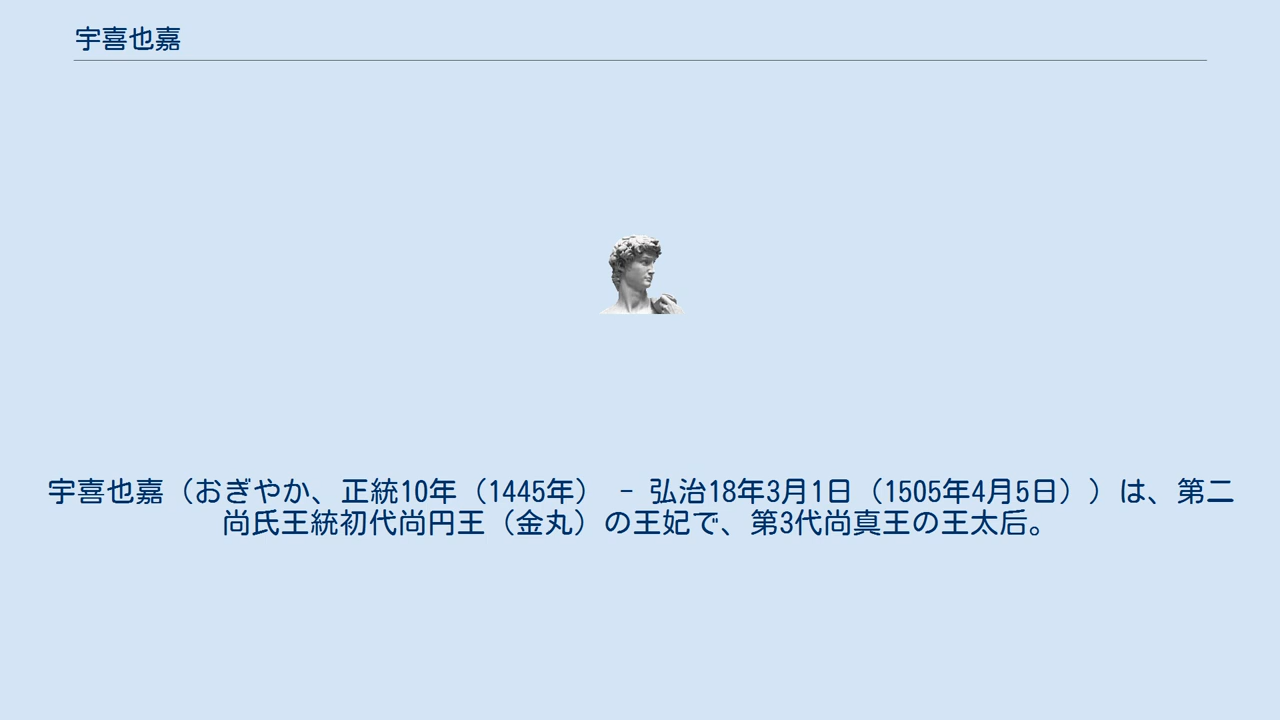 宇喜也嘉
宇喜也嘉（おぎやか、正統10年（1445年） - 弘治18年3月1日（1505年4月5日））は、第二
尚氏王統初代尚円王（金丸）の王妃で、第3代尚真王の王太后。